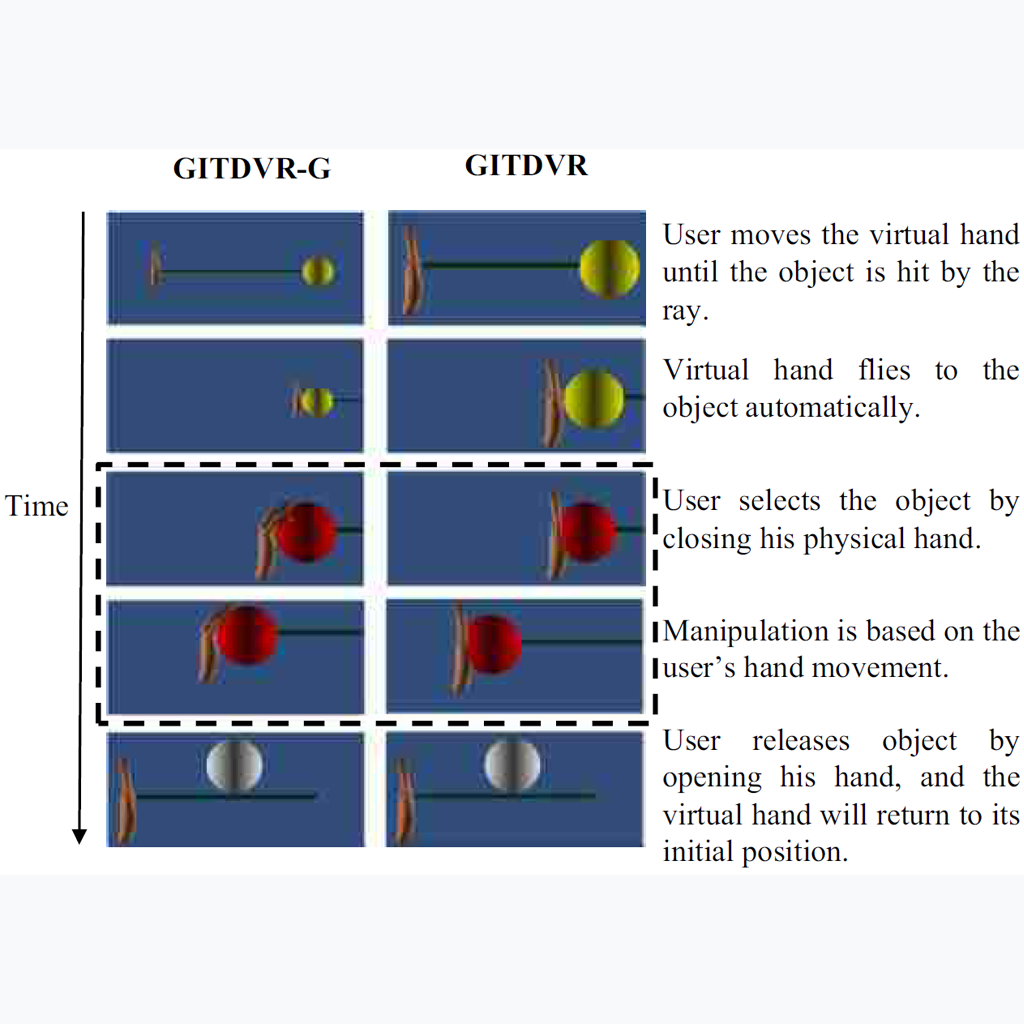 GITDVR-G
GITDVR
User moves the virtual hand
until the object is hit by the
ray.
Virtual hand flies to the
object automatically.
Time
User selects the object by
closing his physical hand.
Manipulation is based on the
user’s hand movement.
User releases object by
opening his hand, and the
virtual hand will return to its
initial position.